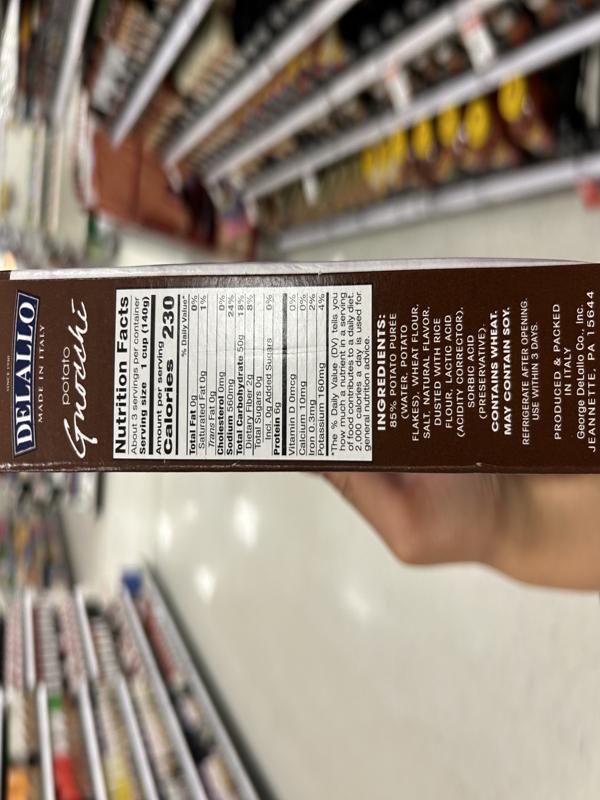 SINCE 1950
DELALLO
MADE IN ITALY
potato
Gnocchi
Nutrition Facts
About 3 servings per container
Serving size 1 cup (140g)
Amount per serving
Calories 230
% Daily Value*
Total Fat 0g 0%
Saturated Fat 0g 1%
Trans Fat 0g
Cholesterol 0mg 0%
Sodium 560mg 24%
Total Carbohydrate 50g 18%
Dietary Fiber 2g 8%
Total Sugars 0g
Incl. 0g Added Sugars 0%
Protein 6g
Vitamin D 0mcg 0%
Calcium 10mg 0%
Iron 0.3mg 2%
Potassium 160mg 4%
*The % Daily Value (DV) tells you
how much a nutrient in a serving
of food contributes to a daily diet.
2,000 calories a day is used for
general nutrition advice.
INGREDIENTS:
85% POTATO PUREE
(WATER, POTATO
FLAKES), WHEAT FLOUR,
SALT, NATURAL FLAVOR,
DUSTED WITH RICE
FLOUR, LACTIC ACID
(ACIDITY CORRECTOR),
SORBIC ACID
(PRESERVATIVE).
CONTAINS WHEAT.
MAY CONTAIN SOY.
REFRIGERATE AFTER OPENING.
USE WITHIN 3 DAYS.
PRODUCED & PACKED
IN ITALY
George DeLallo Co., Inc.
JEANNETTE, PA 15644